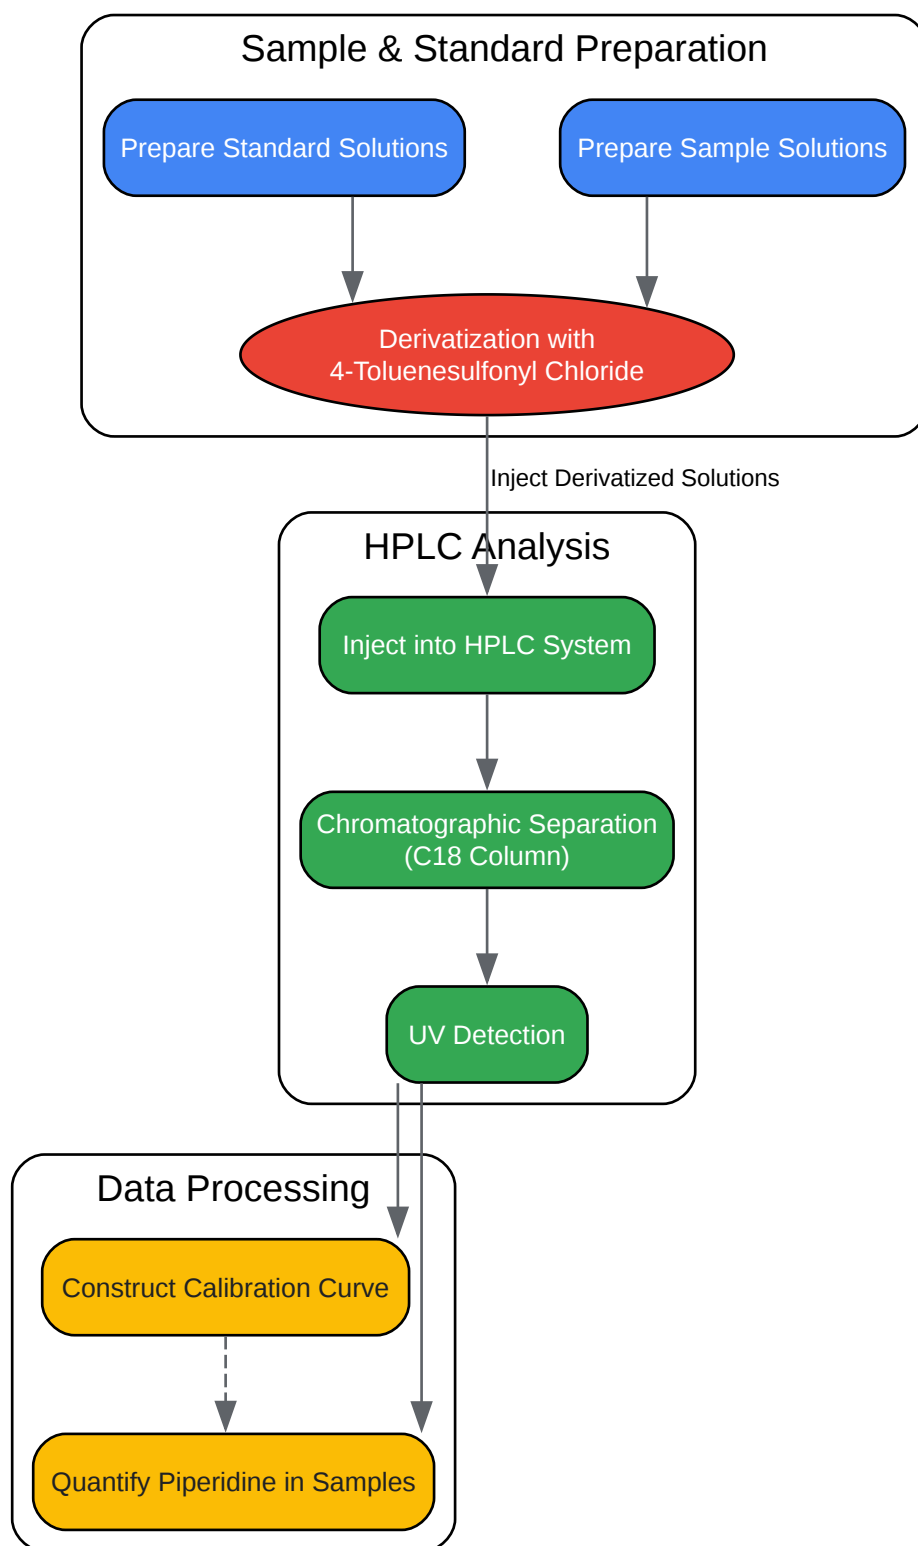 Sample & Standard Preparation
Prepare Standard Solutions
Prepare Sample Solutions
Derivatization with
4-Toluenesulfonyl Chloride
Inject Derivatized Solutions
HPLC Analysis
Inject into HPLC System
Chromatographic Separation
(C18 Column)
UV Detection
Data Processing
Construct Calibration Curve
Quantify Piperidine in Samples